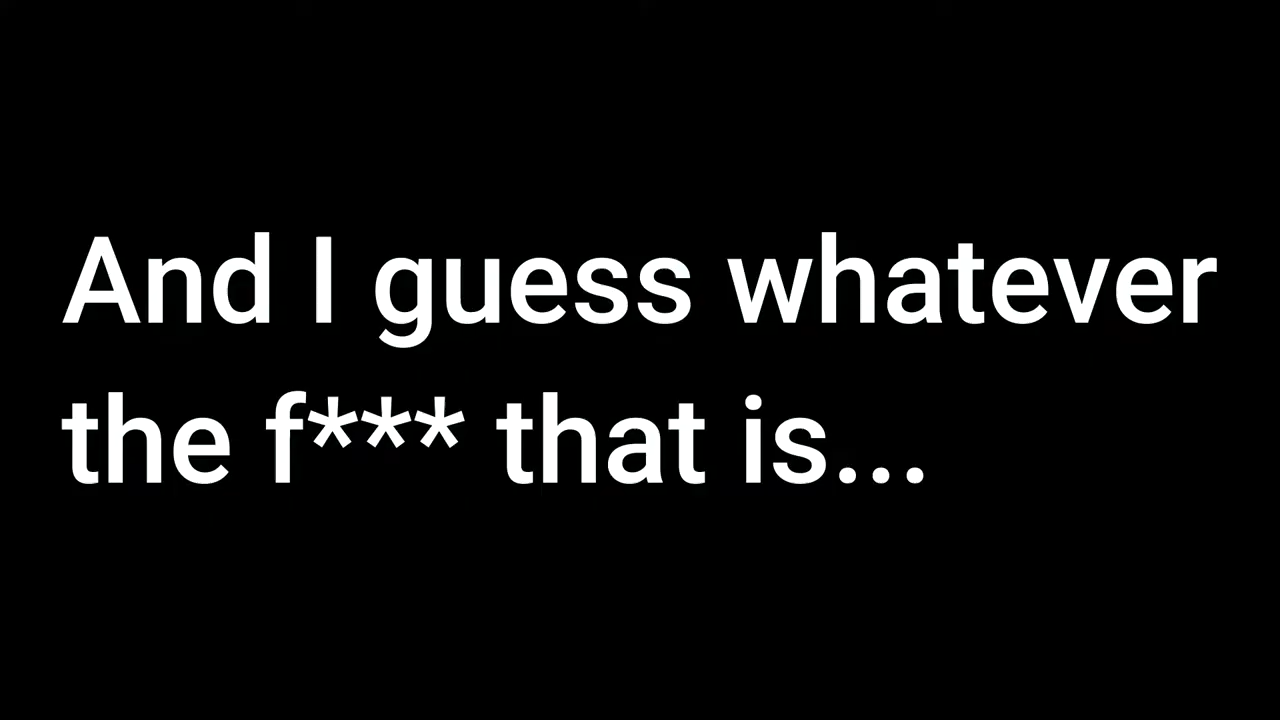 And I guess whatever
the f*** that is...